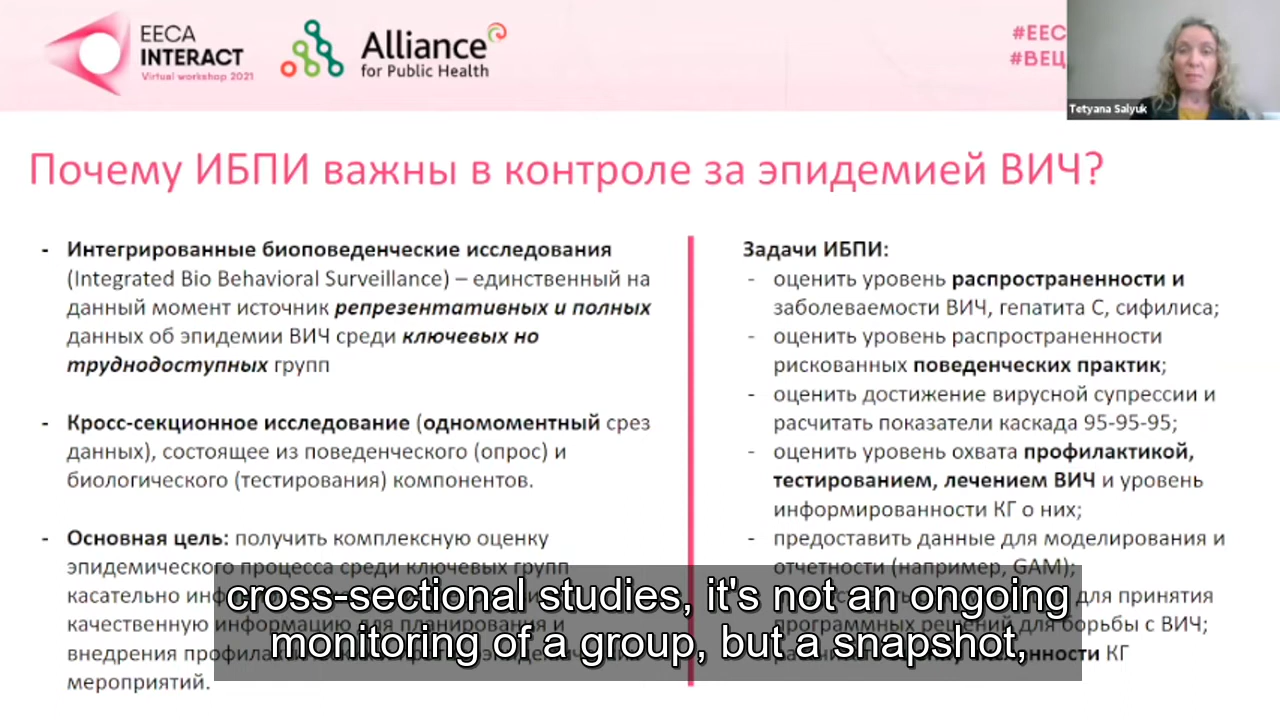 EECA
INTERACT
Virtual workshop 2021
Alliance
for Public Health
#EEC
#ВЕЦ
Tetyana Salyuk
Почему ИБПИ важны в контроле за эпидемией ВИЧ?
- Интегрированные биоповеденческие исследования
(Integrated Bio Behavioral Surveillance) – единственный на
данный момент источник репрезентативных и полных
данных об эпидемии ВИЧ среди ключевых но
труднодоступных групп
- Кросс-секционное исследование (одномоментный срез
данных), состоящее из поведенческого (опрос) и
биологического (тестирования) компонентов.
- Основная цель: получить комплексную оценку
эпидемического процесса среди ключевых групп
касательно
качественную информацию для планирования и
внедрения
мероприятий.
Задачи ИБПИ:
- оценить уровень распространенности и
заболеваемости ВИЧ, гепатита С, сифилиса;
- оценить уровень распространенности
рискованных поведенческих практик;
- оценить достижение вирусной супрессии и
расчитать показатели каскада 95-95-95;
- оценить уровень охвата профилактикой,
тестированием, лечением ВИЧ и уровень
информированности КГ о них;
- предоставить данные для моделирования и
отчетности (например, GAM);
для принятия
программных решений для борьбы с ВИЧ;
КГ
cross-sectional studies, it's not an ongoing
monitoring of a group, but a snapshot,